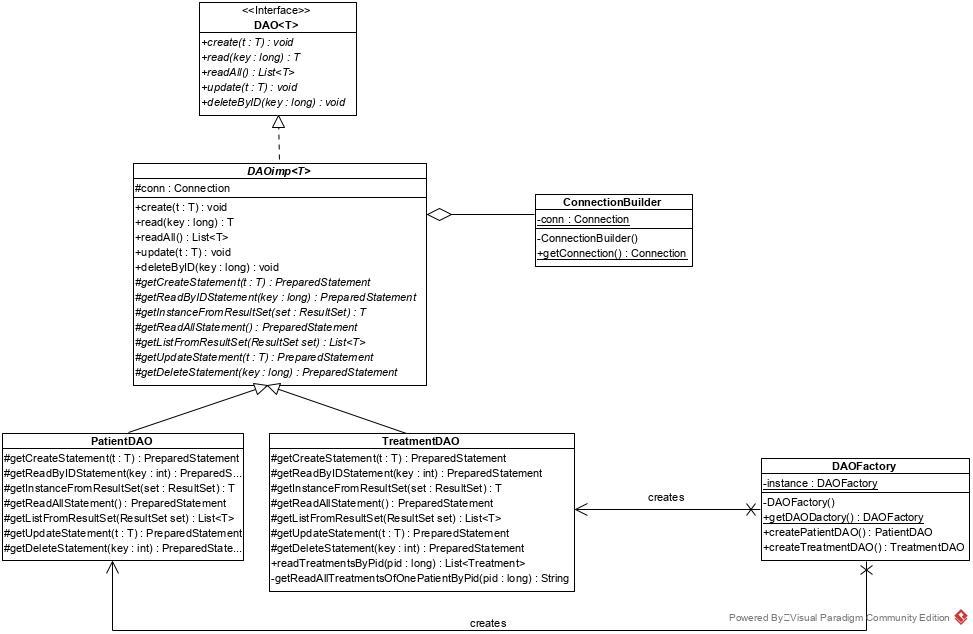 <<Interface>>
DAO<T>
+create(t : T) : void
+read(key : long) : T
+readAll() : List<T>
+update(t : T) : void
+deleteByID(key : long) : void
DAOimp<T>
#conn : Connection
+create(t : T) : void
+read(key : long) : T
+readAll() : List<T>
+update(t : T) : void
+deleteByID(key : long) : void
#getCreateStatement(t : T) : PreparedStatement
#getReadByIDStatement(key : long) : PreparedStatement
#getInstanceFromResultSet(set : ResultSet) : T
#getReadAllStatement() : PreparedStatement
#getListFromResultSet(ResultSet set) : List<T>
#getUpdateStatement(t : T) : PreparedStatement
#getDeleteStatement(key : long) : PreparedStatement
ConnectionBuilder
-conn : Connection
-ConnectionBuilder()
+getConnection() : Connection
PatientDAO
#getCreateStatement(t : T) : PreparedStatement
#getReadByIDStatement(key : int) : PreparedS...
#getInstanceFromResultSet(set : ResultSet) : T
#getReadAllStatement() : PreparedStatement
#getListFromResultSet(ResultSet set) : List<T>
#getUpdateStatement(t : T) : PreparedStatement
#getDeleteStatement(key : int) : PreparedState...
TreatmentDAO
#getCreateStatement(t : T) : PreparedStatement
#getReadByIDStatement(key : int) : PreparedStatement
#getInstanceFromResultSet(set : ResultSet) : T
#getReadAllStatement() : PreparedStatement
#getListFromResultSet(ResultSet set) : List<T>
#getUpdateStatement(t : T) : PreparedStatement
#getDeleteStatement(key : int) : PreparedStatement
+readTreatmentsByPid(pid : long) : List<Treatment>
-getReadAllTreatmentsOfOnePatientByPid(pid : long) : String
creates
DAOFactory
-instance : DAOFactory
-DAOFactory()
+getDAODactory() : DAOFactory
+createPatientDAO() : PatientDAO
+createTreatmentDAO() : TreatmentDAO
creates
Powered By Visual Paradigm Community Edition